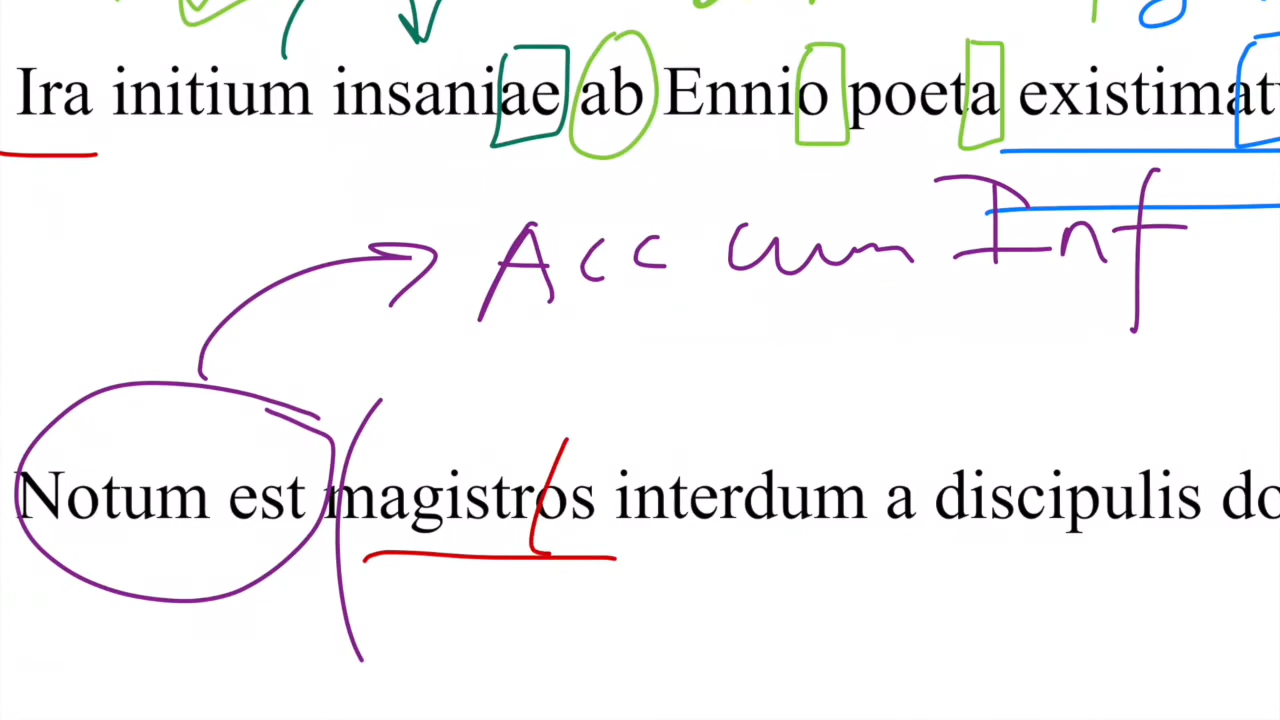 Ira initium insaniae ab Ennio poeta existimat
Acc cum Inf
Notum est magistros interdum a discipulis do